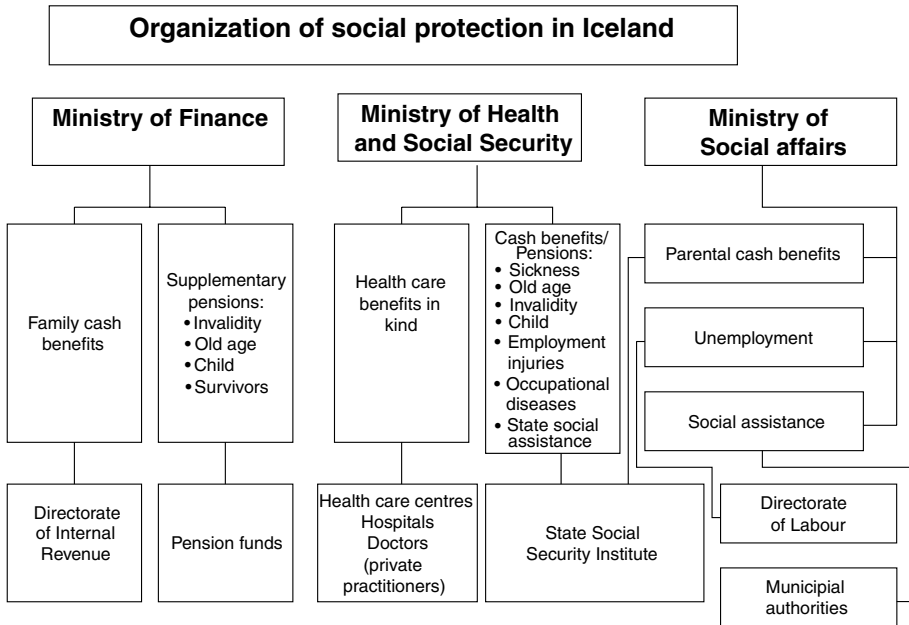 Organization of social protection in Iceland
Ministry of Finance
Family cash
benefits
Directorate
of Internal
Revenue
Supplementary
pensions:
• Invalidity
• Old age
• Child
• Survivors
Pension funds
Ministry of Health
and Social Security
Health care
benefits in
kind
Health care centres
Hospitals
Doctors
(private
practitioners)
Cash benefits/
Pensions:
• Sickness
• Old age
• Invalidity
• Child
• Employment
injuries
• Occupational
diseases
• State social
assistance
State Social
Security Institute
Ministry of
Social affairs
Parental cash benefits
Unemployment
Social assistance
Directorate
of Labour
Municipial
authorities